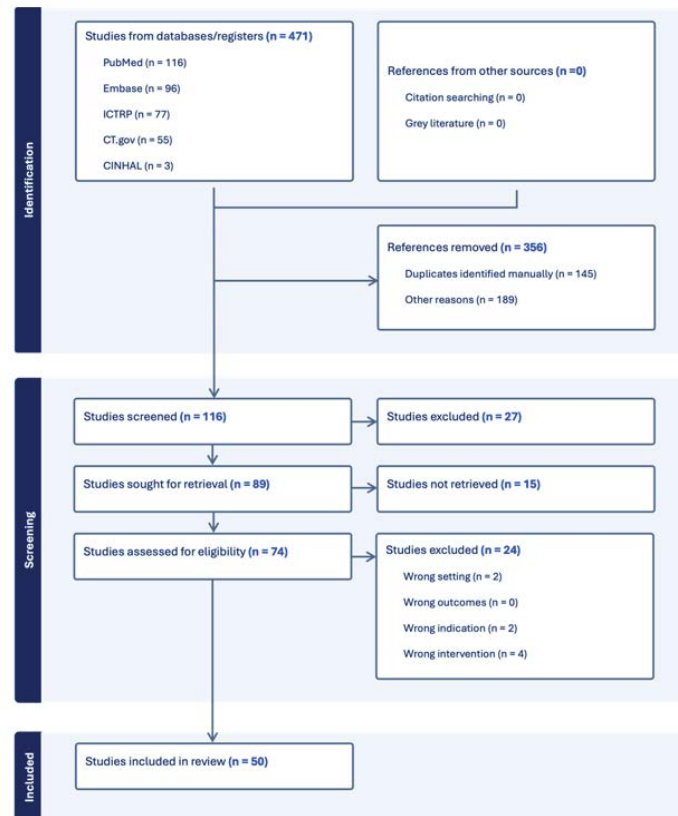 Identification
Studies from databases/registers (n = 471)
PubMed (n = 116)
Embase (n = 96)
ICTRP (n = 77)
CT.gov (n = 55)
CINHAL (n = 3)
References from other sources (n =0)
Citation searching (n = 0)
Grey literature (n = 0)
References removed (n = 356)
Duplicates identified manually (n = 145)
Other reasons (n = 189)
Screening
Studies screened (n = 116)
Studies excluded (n = 27)
Studies sought for retrieval (n = 89)
Studies not retrieved (n = 15)
Studies assessed for eligibility (n = 74)
Studies excluded (n = 24)
Wrong setting (n = 2)
Wrong outcomes (n = 0)
Wrong indication (n = 2)
Wrong intervention (n = 4)
Included
Studies included in review (n = 50)